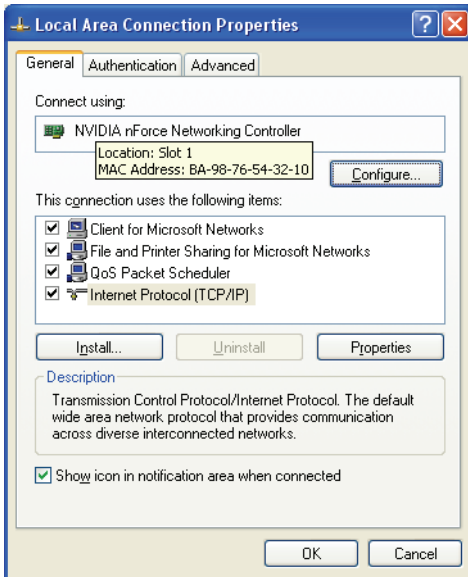 Local Area Connection Properties
General Authentication Advanced
Connect using:
NVIDIA nForce Networking Controller
Location: Slot 1
MAC Address: BA-98-76-54-32-10
Configure...
This connection uses the following items:
Client for Microsoft Networks
File and Printer Sharing for Microsoft Networks
QoS Packet Scheduler
Internet Protocol (TCP/IP)
Install... Uninstall Properties
Description
Transmission Control Protocol/Internet Protocol. The default
wide area network protocol that provides communication
across diverse interconnected networks.
Show icon in notification area when connected
OK Cancel